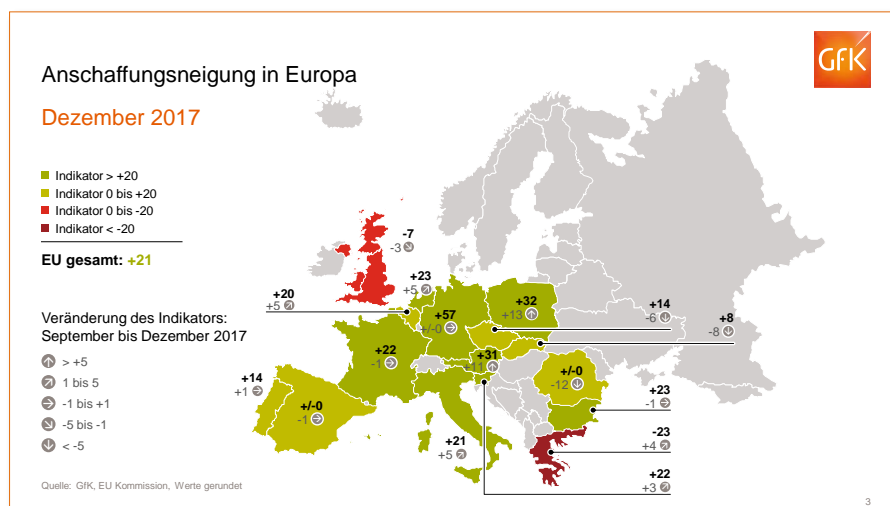 GfK
Anschaffungsneigung in Europa
Dezember 2017
Indikator > +20
Indikator 0 bis +20
Indikator 0 bis -20
Indikator < -20
EU gesamt: +21
Veränderung des Indikators:
September bis Dezember 2017
> +5
1 bis 5
-1 bis +1
-5 bis -1
< -5
-7
-3
+23
+5
+20
+5
+32
+13
+57
+/-0
+14
-6
+8
-8
+22
-1
+31
+11
+/-0
-12
+14
+1
+/-0
-1
+23
-1
+21
+5
-23
+4
+22
+3
Quelle: GfK, EU Kommission, Werte gerundet
3